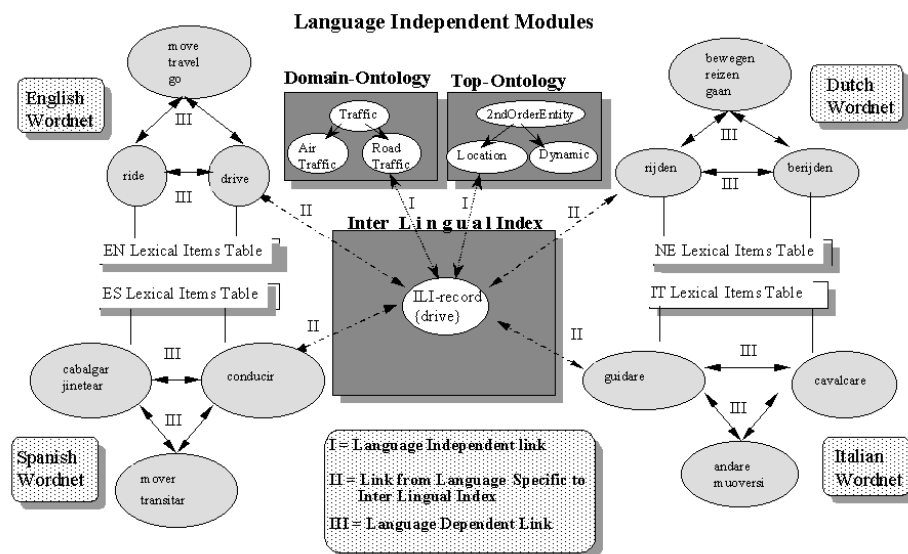 Language Independent Modules
move
travel
go
English
Wordnet
III
ride
drive
III
EN Lexical Items Table
Domain-Ontology
Traffic
Air
Traffic
Road
Traffic
Top-Ontology
2ndOrderEntity
Location
Dynamic
I
I
bewegen
reizen
gaan
Dutch
Wordnet
III
rijden
berijden
III
NE Lexical Items Table
II
II
Inter Lingual Index
ILI-record
{drive}
II
II
ES Lexical Items Table
III
cabalgar
jinetear
conducir
III
Spanish
Wordnet
mover
transitar
IT Lexical Items Table
III
guidare
cavalcare
III
andare
muoversi
Italian
Wordnet
I = Language Independent link
II = Link from Language Specific to
Inter Lingual Index
III = Language Dependent Link